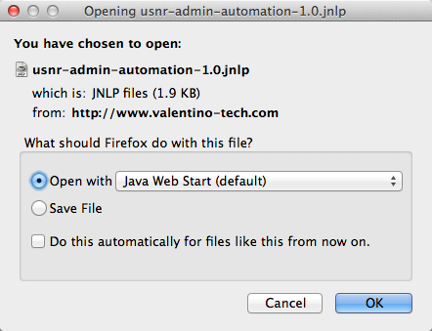 Opening usnr-admin-automation-1.0.jnlp
You have chosen to open:
usnr-admin-automation-1.0.jnlp
which is: JNLP files (1.9 KB)
from: http://www.valentino-tech.com
What should Firefox do with this file?
Open with Java Web Start (default)
Save File
Do this automatically for files like this from now on.
Cancel OK